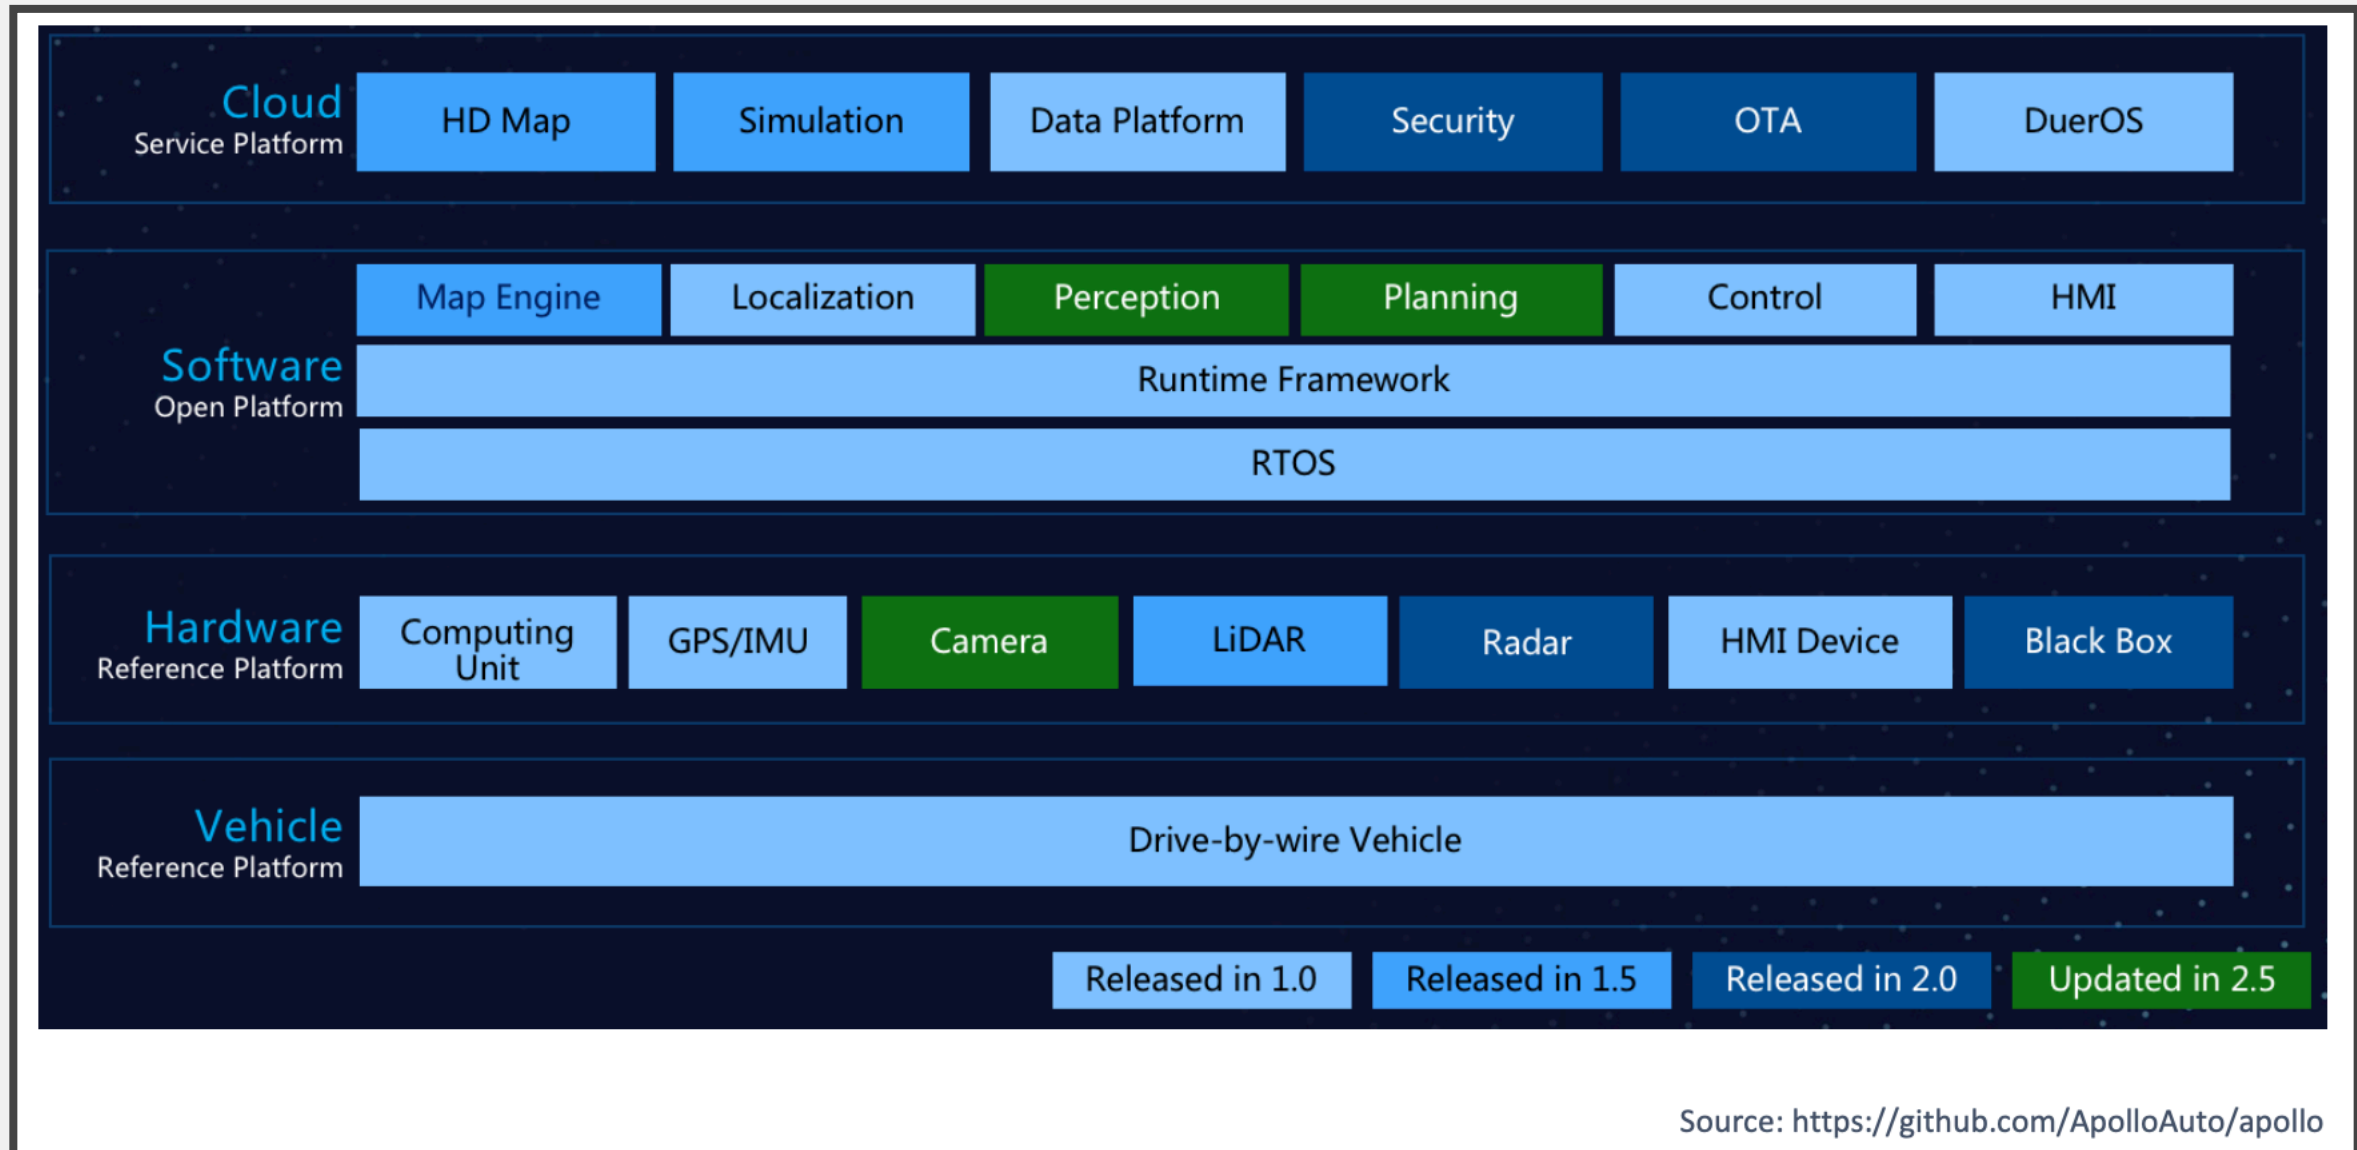 Cloud
Service Platform
HD Map
Simulation
Data Platform
Security
OTA
DuerOS
Software
Open Platform
Map Engine
Localization
Perception
Planning
Control
HMI
Runtime Framework
RTOS
Hardware
Reference Platform
Computing
Unit
GPS/IMU
Camera
LiDAR
Radar
HMI Device
Black Box
Vehicle
Reference Platform
Drive-by-wire Vehicle
Released in 1.0
Released in 1.5
Released in 2.0
Updated in 2.5
Source: https://github.com/ApolloAuto/apollo